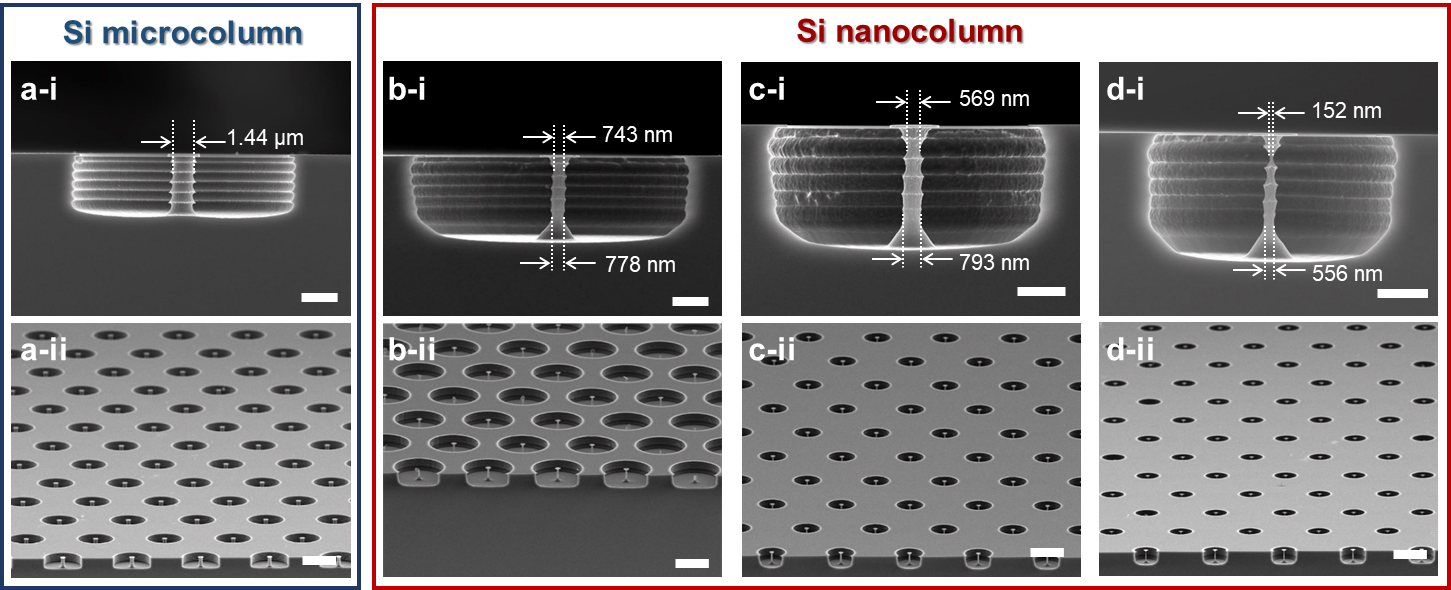 Si microcolumn
Si nanocolumn
a-i
1.44 µm
b-i
743 nm
778 nm
c-i
569 nm
793 nm
d-i
152 nm
556 nm
a-ii
b-ii
c-ii
d-ii